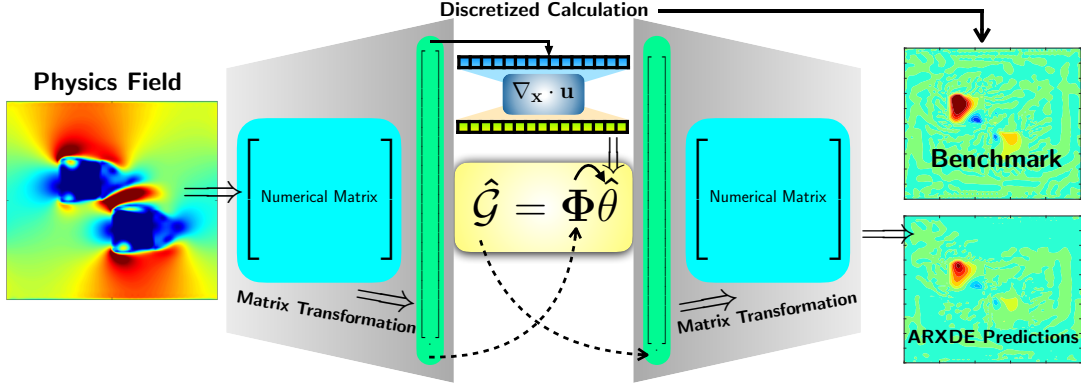 Discretized Calculation
Physics Field
∇x · u
Numerical Matrix
Ĝ = Φθ̂
Numerical Matrix
Matrix Transformation
Matrix Transformation
Benchmark
ARXDE Predictions